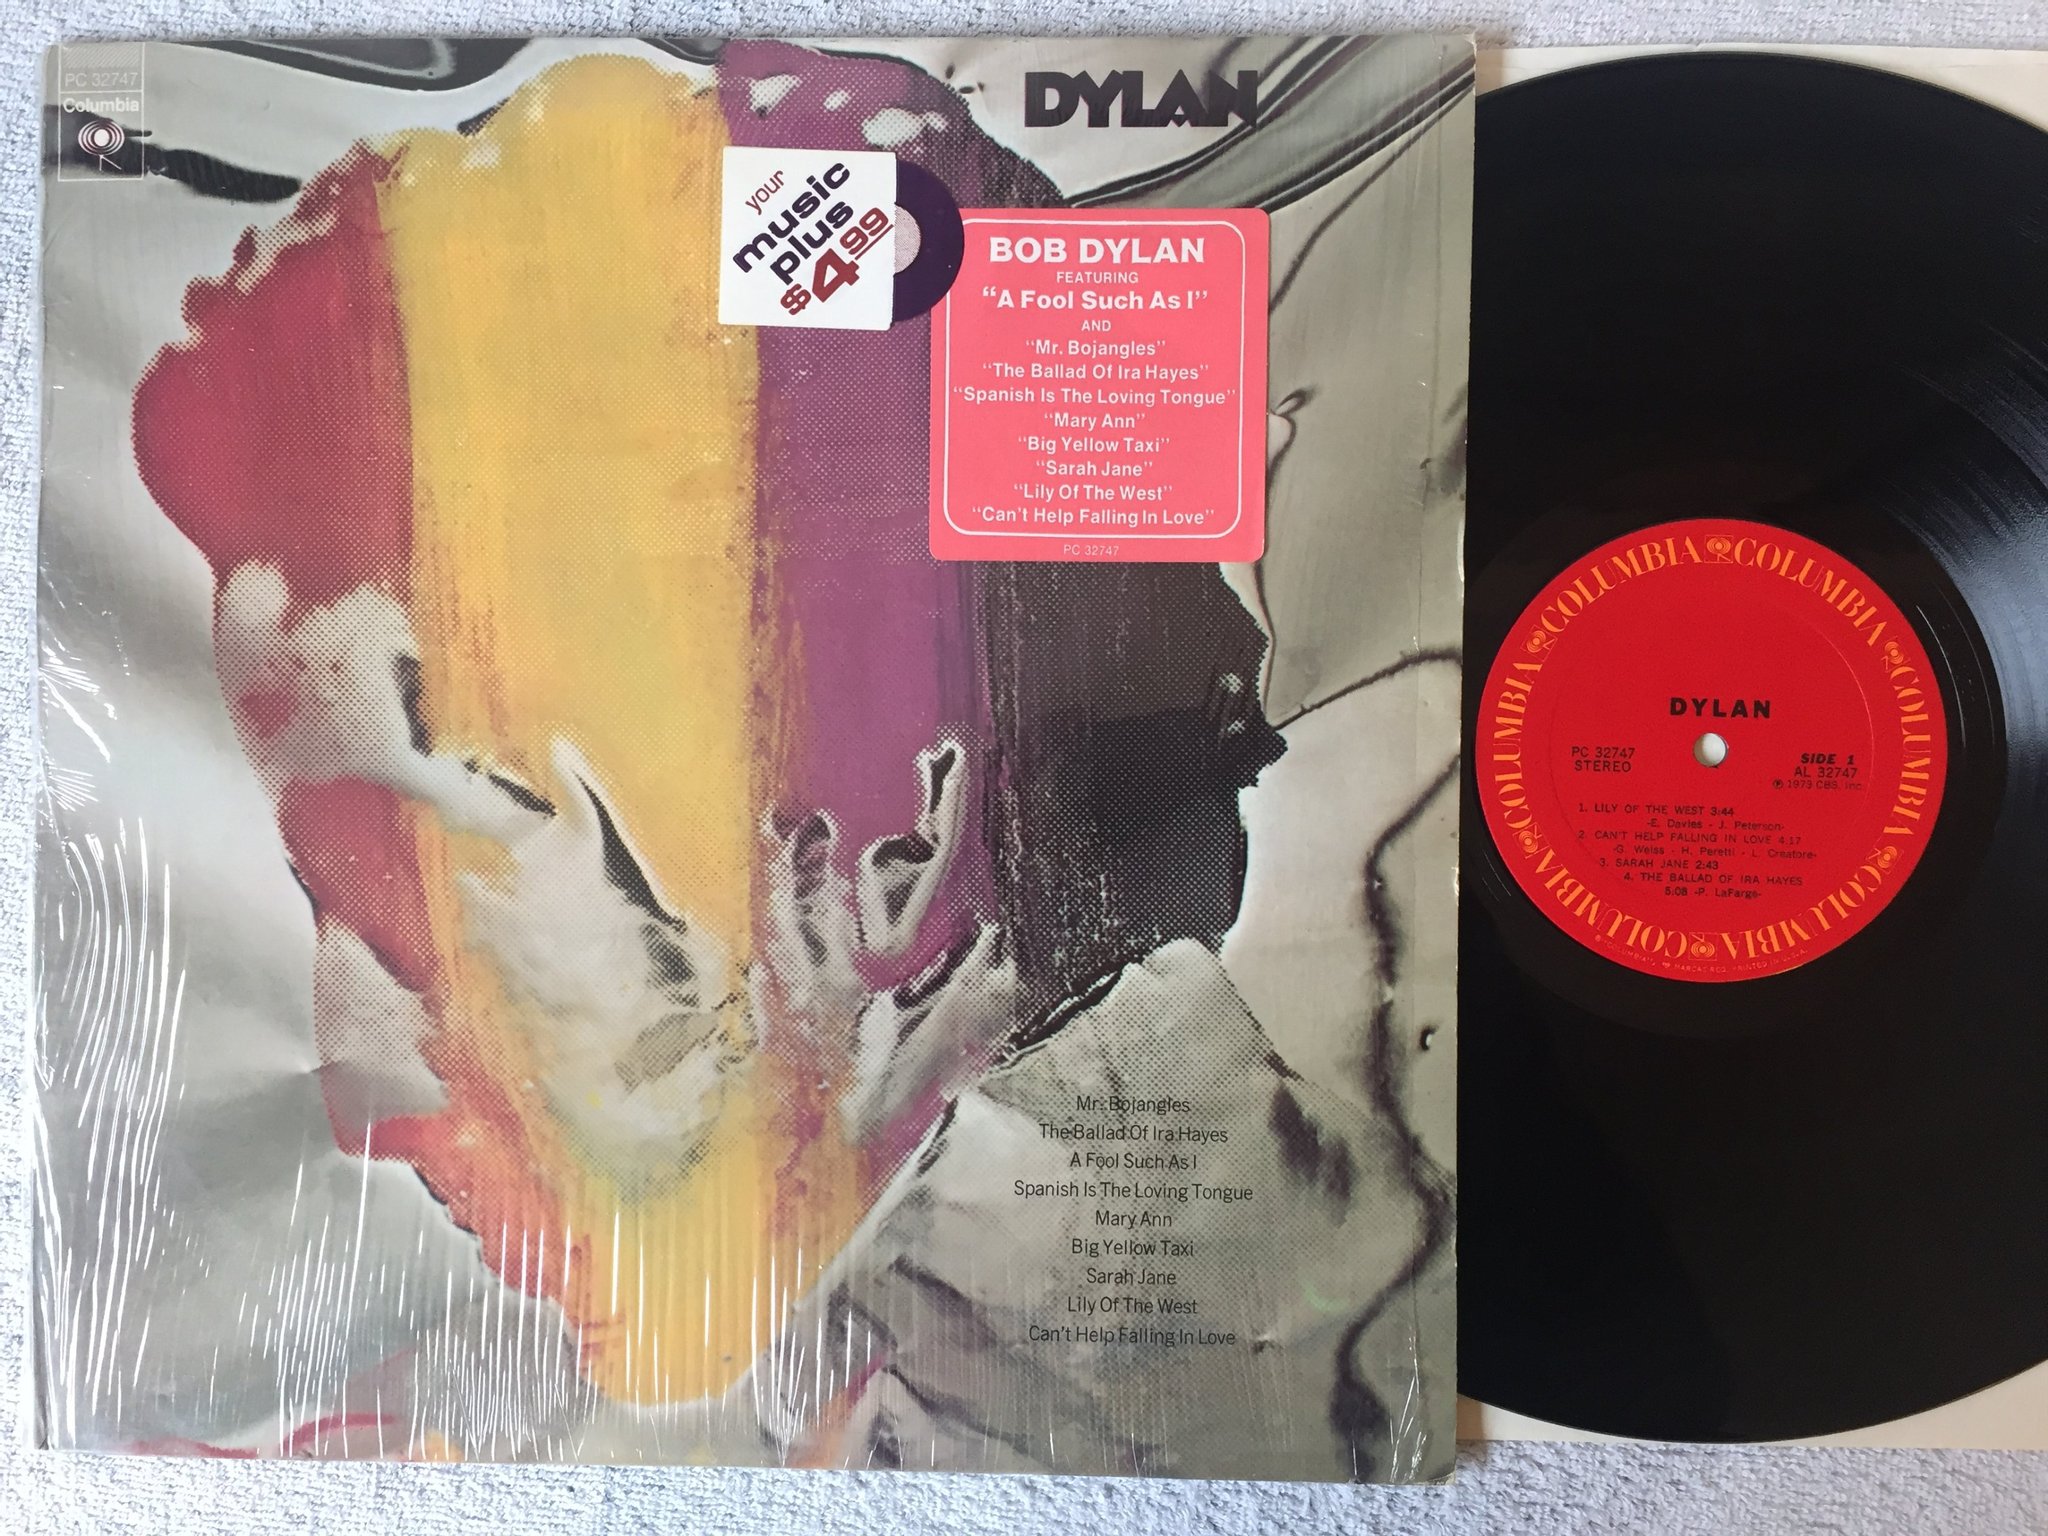 PC 32747
Columbia
DYLAN
your
music
plus
$4.99
BOB DYLAN
FEATURING
"A Fool Such As I"
AND
"Mr. Bojangles"
"The Ballad Of Ira Hayes"
"Spanish Is The Loving Tongue"
"Mary Ann"
"Big Yellow Taxi"
"Sarah Jane"
"Lily Of The West"
"Can't Help Falling In Love"
PC 32747
Mr. Bojangles
The Ballad Of Ira Hayes
A Fool Such As I
Spanish Is The Loving Tongue
Mary Ann
Big Yellow Taxi
Sarah Jane
Lily Of The West
Can't Help Falling In Love
COLUMBIA COLUMBIA COLUMBIA COLUMBIA COLUMBIA COLUMBIA
DYLAN
PC 32747
STEREO
SIDE 1
AL 32747
Ⓟ 1973 CBS, Inc.
1. LILY OF THE WEST 3:44
-E. Davies - J. Peterson-
2. CAN'T HELP FALLING IN LOVE 4:17
-G. Weiss - H. Peretti - L. Creatore-
3. SARAH JANE 2:43
4. THE BALLAD OF IRA HAYES
5:08 -P. LaFarge-
MARCAS REG. PRINTED IN U.S.A.